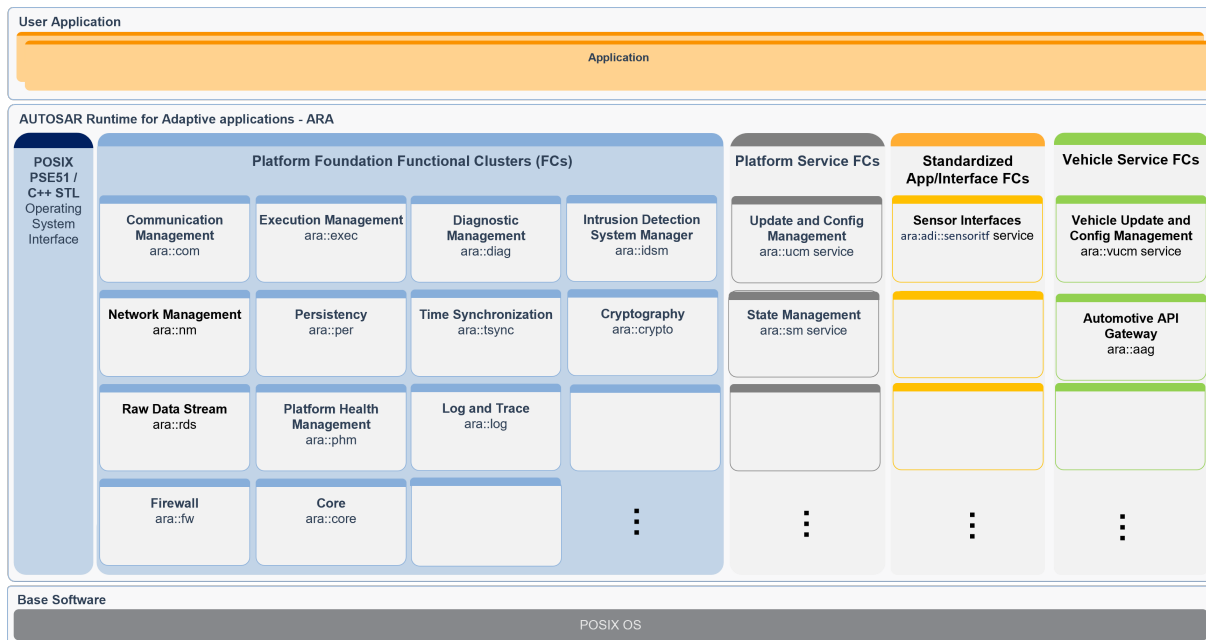 User Application
Application
AUTOSAR Runtime for Adaptive applications - ARA
POSIX
PSE51 /
C++ STL
Operating
System
Interface
Platform Foundation Functional Clusters (FCs)
Communication
Management
ara::com
Execution Management
ara::exec
Diagnostic
Management
ara::diag
Intrusion Detection
System Manager
ara::idsm
Network Management
ara::nm
Persistency
ara::per
Time Synchronization
ara::tsync
Cryptography
ara::crypto
Raw Data Stream
ara::rds
Platform Health
Management
ara::phm
Log and Trace
ara::log
Firewall
ara::fw
Core
ara::core
Platform Service FCs
Update and Config
Management
ara::ucm service
State Management
ara::sm service
Standardized
App/Interface FCs
Sensor Interfaces
ara:adi::sensoritf service
Vehicle Service FCs
Vehicle Update and
Config Management
ara::vucm service
Automotive API
Gateway
ara::aag
Base Software
POSIX OS